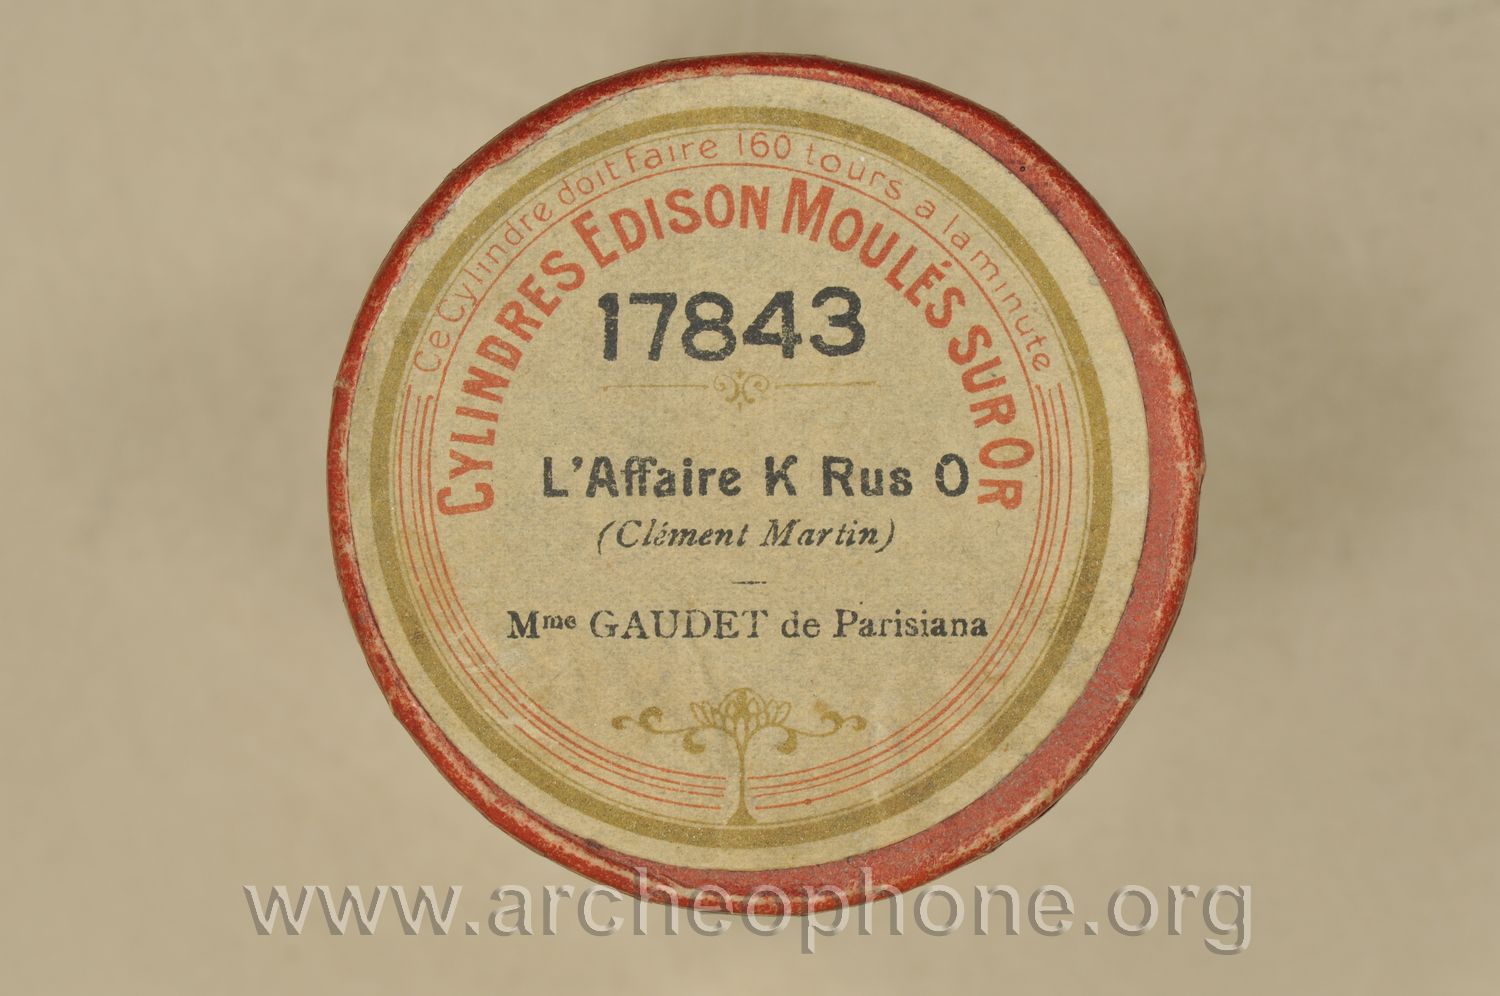 Ce Cylindre doit faire 160 tours a la minute
CYLINDRES EDISON MOULÉS SUR OR
17843
L'Affaire K Rus O
(Clément Martin)
Mme GAUDET de Parisiana
www.archeophone.org